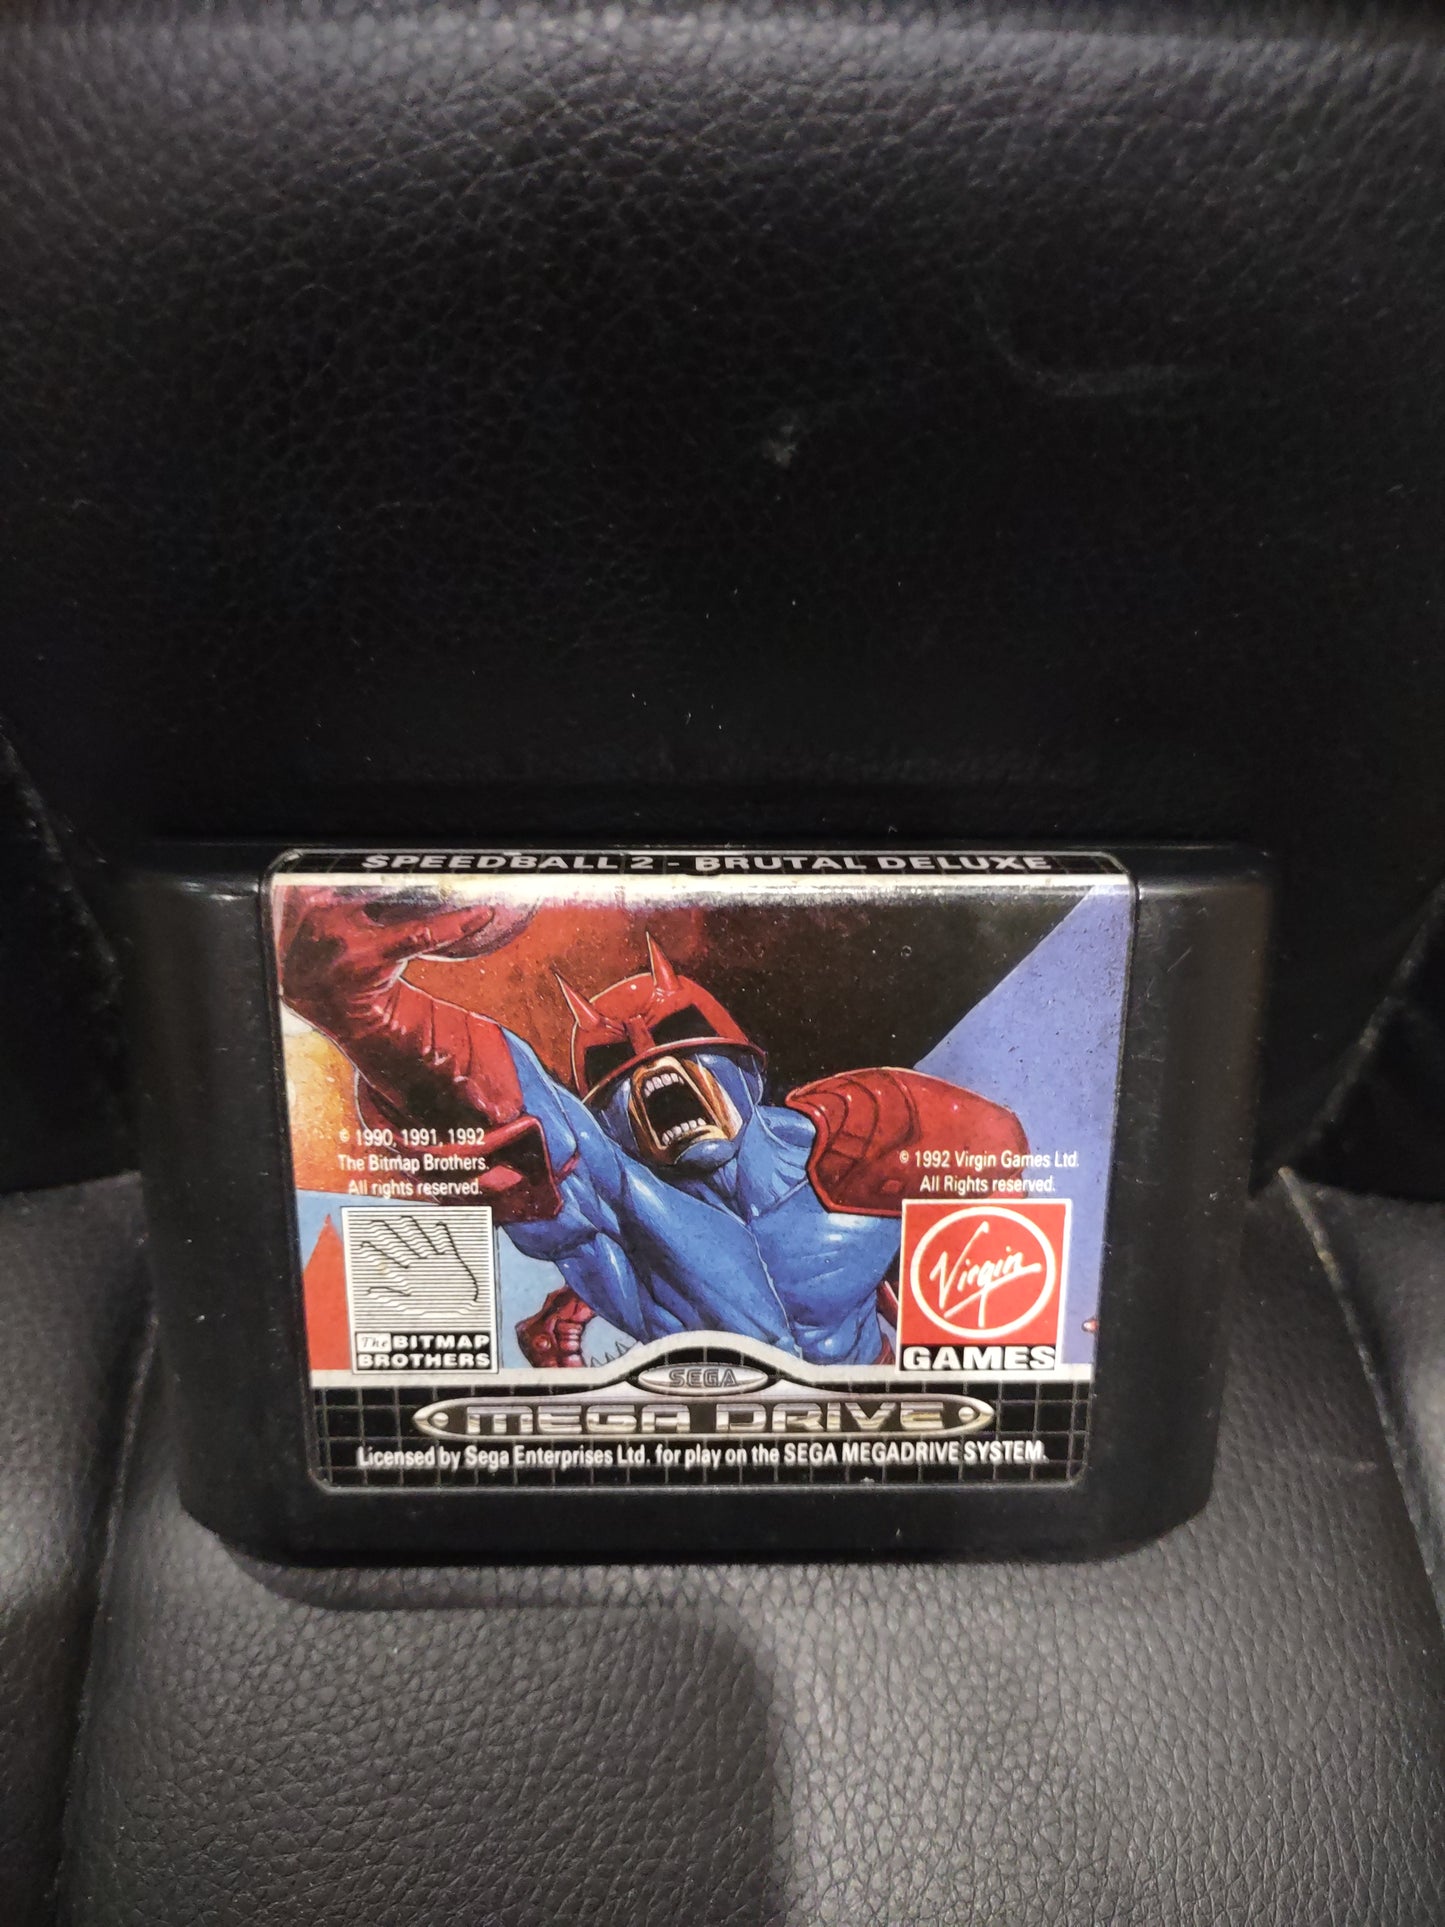 SPEEDBALL 2 - BRUTAL DELUXE
© 1990, 1991, 1992
The Bitmap Brothers.
All rights reserved.
© 1992 Virgin Games Ltd.
All Rights reserved.
The BITMAP
BROTHERS
Virgin
GAMES
SEGA
MEGA DRIVE
Licensed by Sega Enterprises Ltd. for play on the SEGA MEGADRIVE SYSTEM.